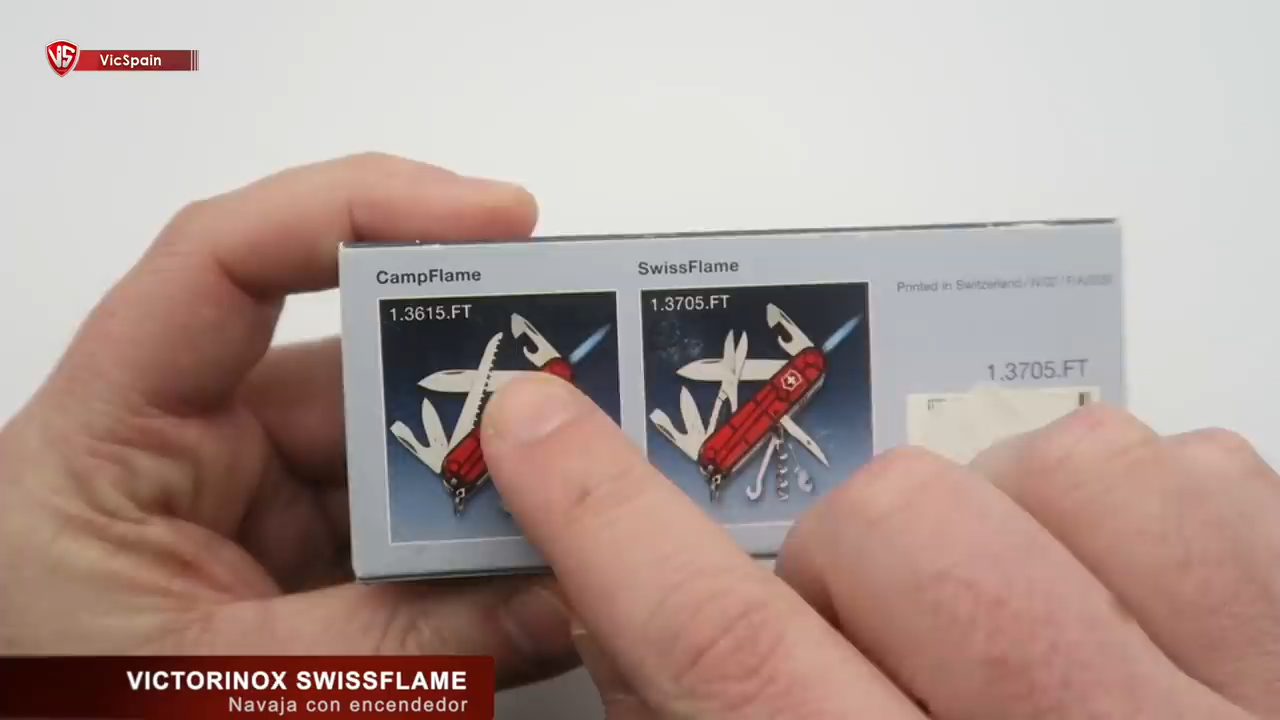 VS
VicSpain
CampFlame
SwissFlame
1.3615.FT
1.3705.FT
Printed in Switzerland
1.3705.FT
VICTORINOX SWISSFLAME
Navaja con encendedor